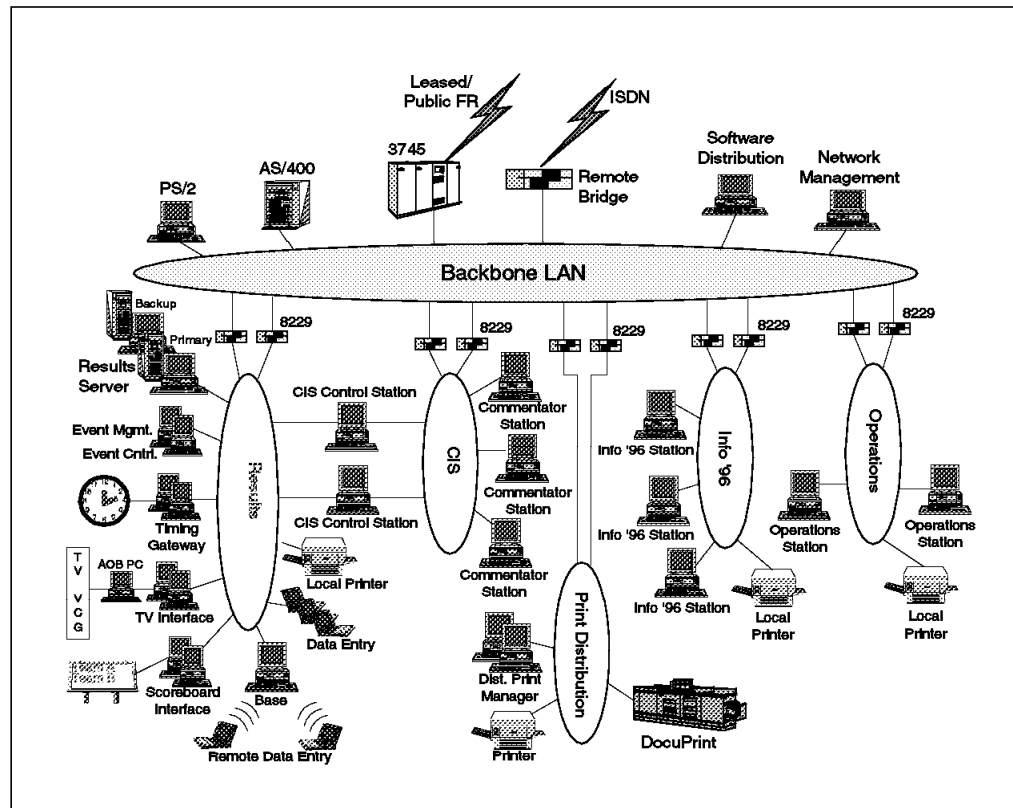 Leased/
Public FR
ISDN
3745
Software
Distribution
Network
Management
AS/400
PS/2
Remote
Bridge
Backbone LAN
Backup
Primary
Results
Server
8229
8229
8229
8229
8229
CIS Control Station
Commentator
Station
Event Mgmt.
Event Cntrl.
Results
CIS
Info '96
Operations
Info '96 Station
Commentator
Station
CIS Control Station
Timing
Gateway
Info '96 Station
Operations
Station
Operations
Station
Local Printer
Commentator
Station
TV VCG
AOB PC
TV Interface
Data Entry
Info '96 Station
Local
Printer
Local
Printer
Print Distribution
Scoreboard
Interface
Base
Dist. Print
Manager
Remote Data Entry
Printer
DocuPrint